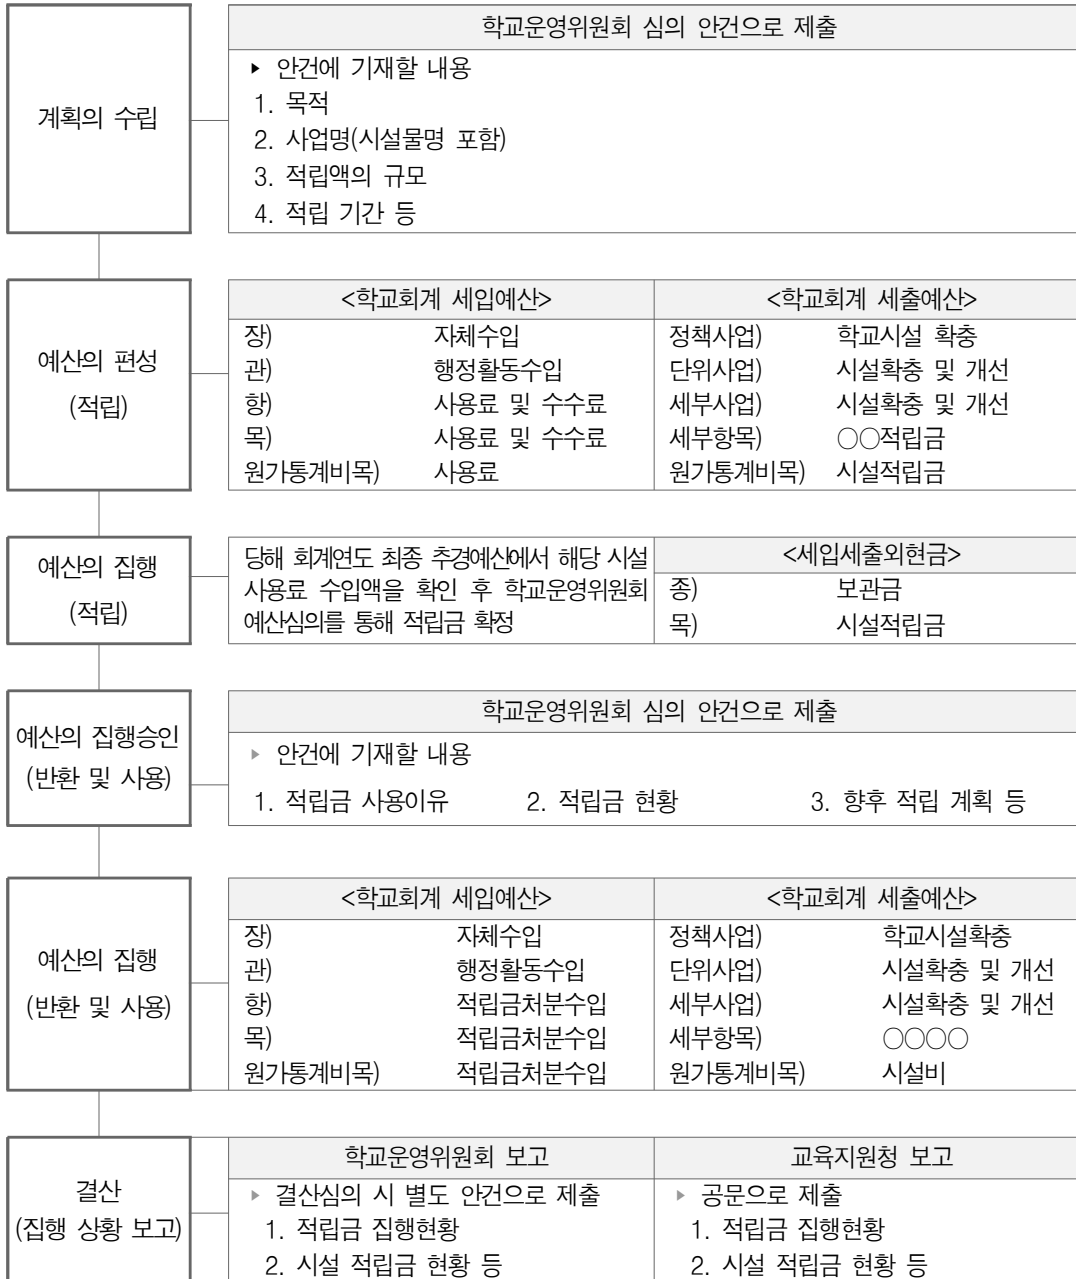 계획의 수립
학교운영위원회 심의 안건으로 제출
▶ 안건에 기재할 내용
1. 목적
2. 사업명(시설물명 포함)
3. 적립액의 규모
4. 적립 기간 등
예산의 편성
(적립)
<학교회계 세입예산>
장) 자체수입
관) 행정활동수입
항) 사용료 및 수수료
목) 사용료 및 수수료
원가통계비목) 사용료
<학교회계 세출예산>
정책사업) 학교시설 확충
단위사업) 시설확충 및 개선
세부사업) 시설확충 및 개선
세부항목) ○○적립금
원가통계비목) 시설적립금
예산의 집행
(적립)
당해 회계연도 최종 추경예산에서 해당 시설
사용료 수입액을 확인 후 학교운영위원회
예산심의를 통해 적립금 확정
<세입세출외현금>
종) 보관금
목) 시설적립금
예산의 집행승인
(반환 및 사용)
학교운영위원회 심의 안건으로 제출
▶ 안건에 기재할 내용
1. 적립금 사용이유 2. 적립금 현황 3. 향후 적립 계획 등
예산의 집행
(반환 및 사용)
<학교회계 세입예산>
장) 자체수입
관) 행정활동수입
항) 적립금처분수입
목) 적립금처분수입
원가통계비목) 적립금처분수입
<학교회계 세출예산>
정책사업) 학교시설확충
단위사업) 시설확충 및 개선
세부사업) 시설확충 및 개선
세부항목) ○○○○
원가통계비목) 시설비
결산
(집행 상황 보고)
학교운영위원회 보고
▶ 결산심의 시 별도 안건으로 제출
1. 적립금 집행현황
2. 시설 적립금 현황 등
교육지원청 보고
▶ 공문으로 제출
1. 적립금 집행현황
2. 시설 적립금 현황 등